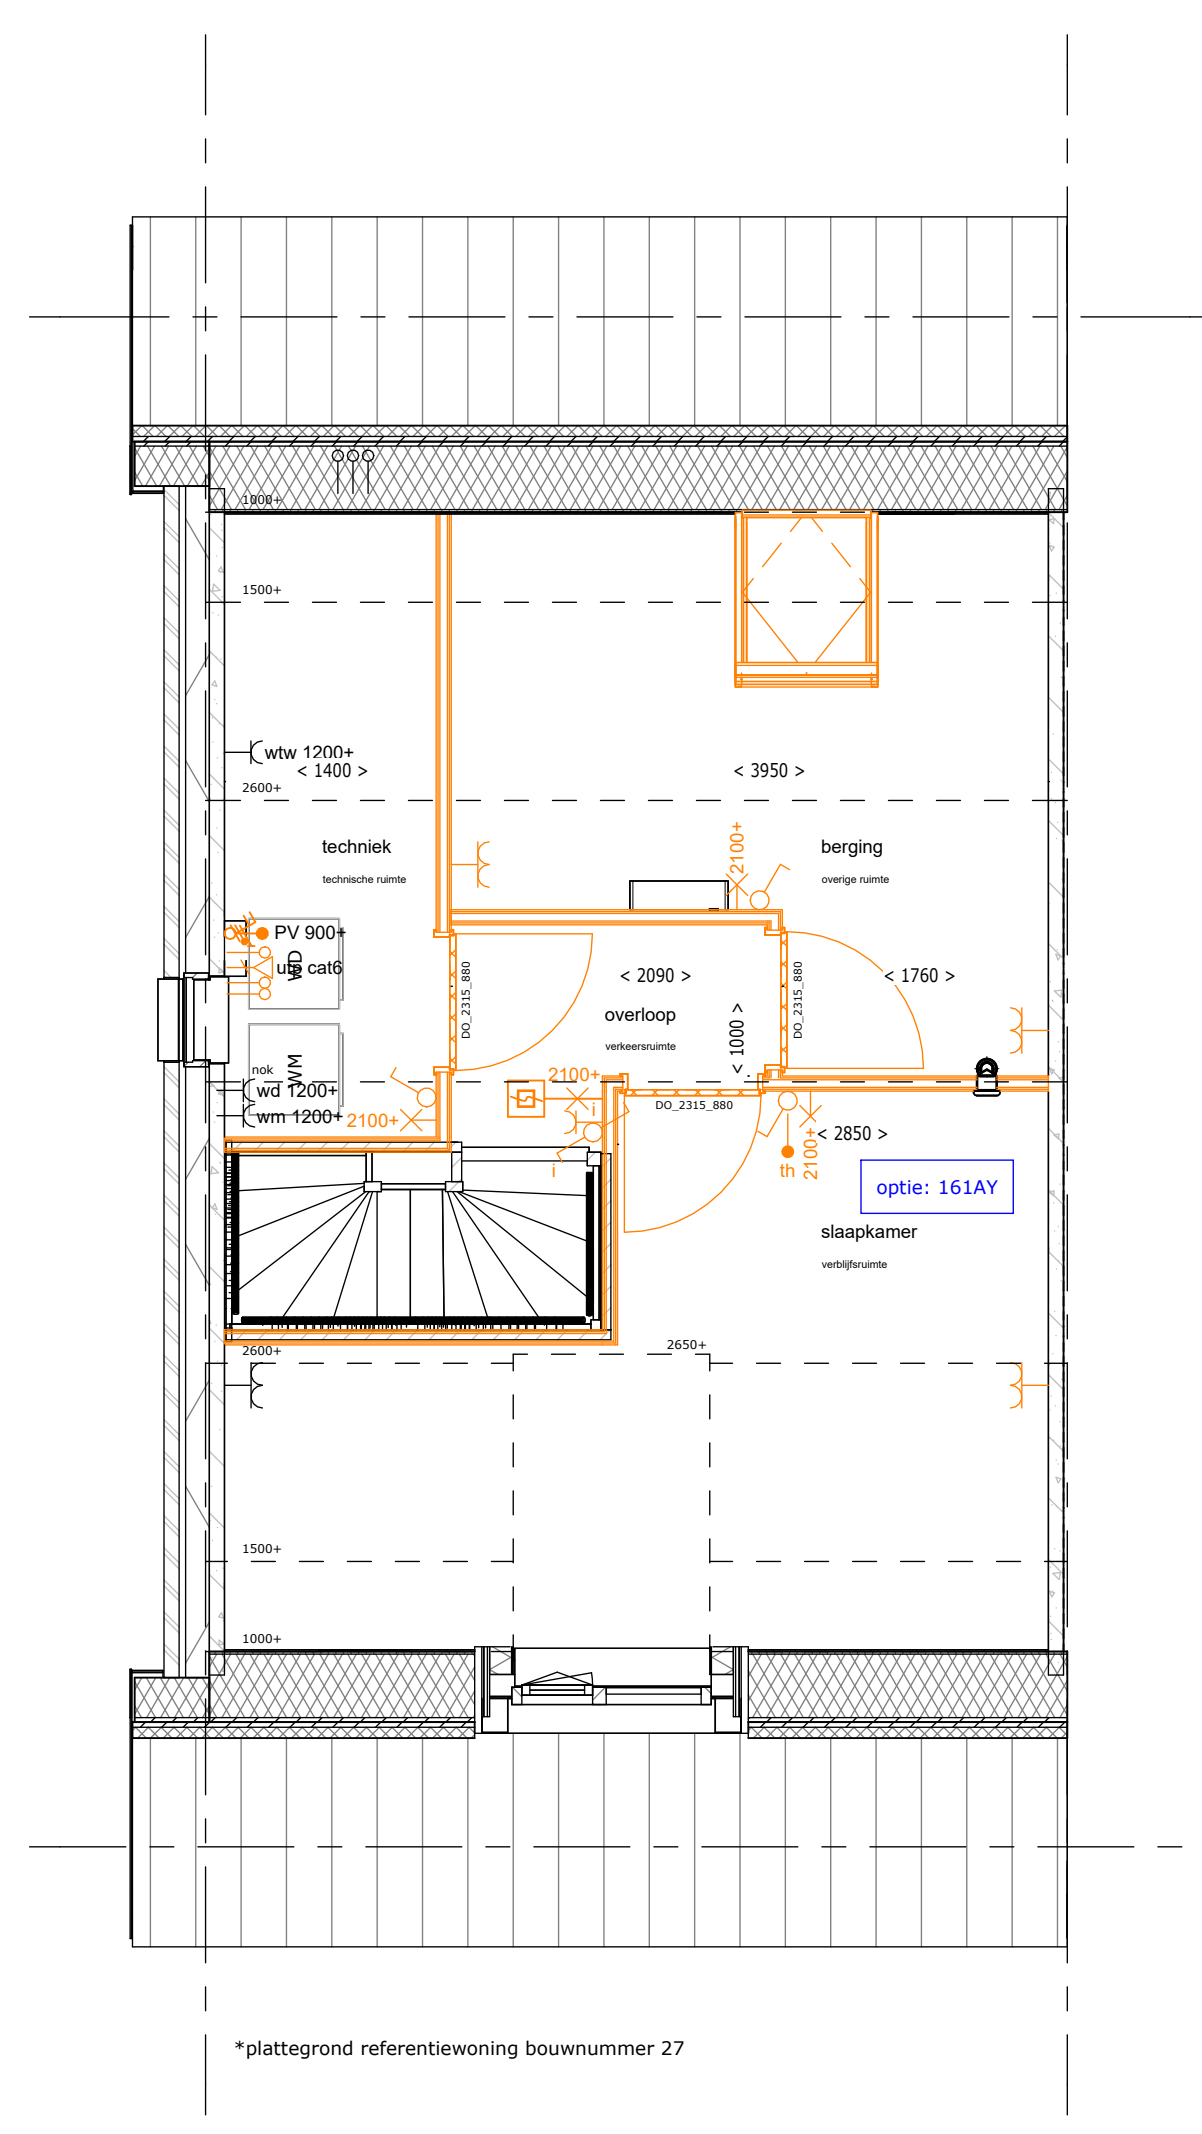 1000+
1500+
wtw 1200+
< 1400 >
< 3950 >
2600+
2100+
techniek
technische ruimte
berging
overige ruimte
PV 900+
utp cat6
WD
DO_2315_880
< 2090 >
DO_2315_880
< 1760 >
overloop
verkeersruimte
< 1000 >
nok
WM
wd 1200+
wm 1200+
2100+
2100+
i
i
DO_2315_880
th
2100+
< 2850 >
optie: 161AY
slaapkamer
verblijfsruimte
2600+
2650+
1500+
1000+
*plattegrond referentiewoning bouwnummer 27